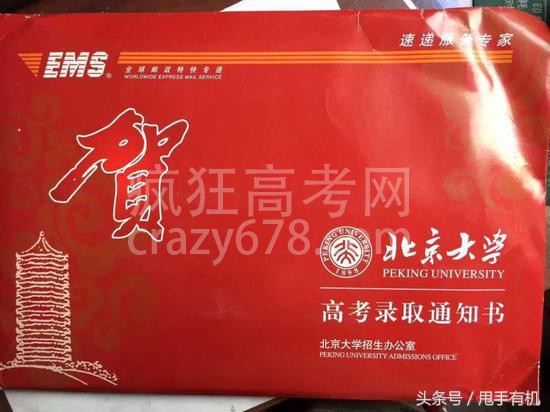 EMS®
全球邮政特快专递
WORLDWIDE EXPRESS MAIL SERVICE
速递服务专家
贺
疯狂高考网
crazy678.com
PEKING UNIVERSITY
1898
北京大学
PEKING UNIVERSITY
高考录取通知书
北京大学招生办公室
PEKING UNIVERSITY ADMISSIONS OFFICE
头条号 / 甩手有机